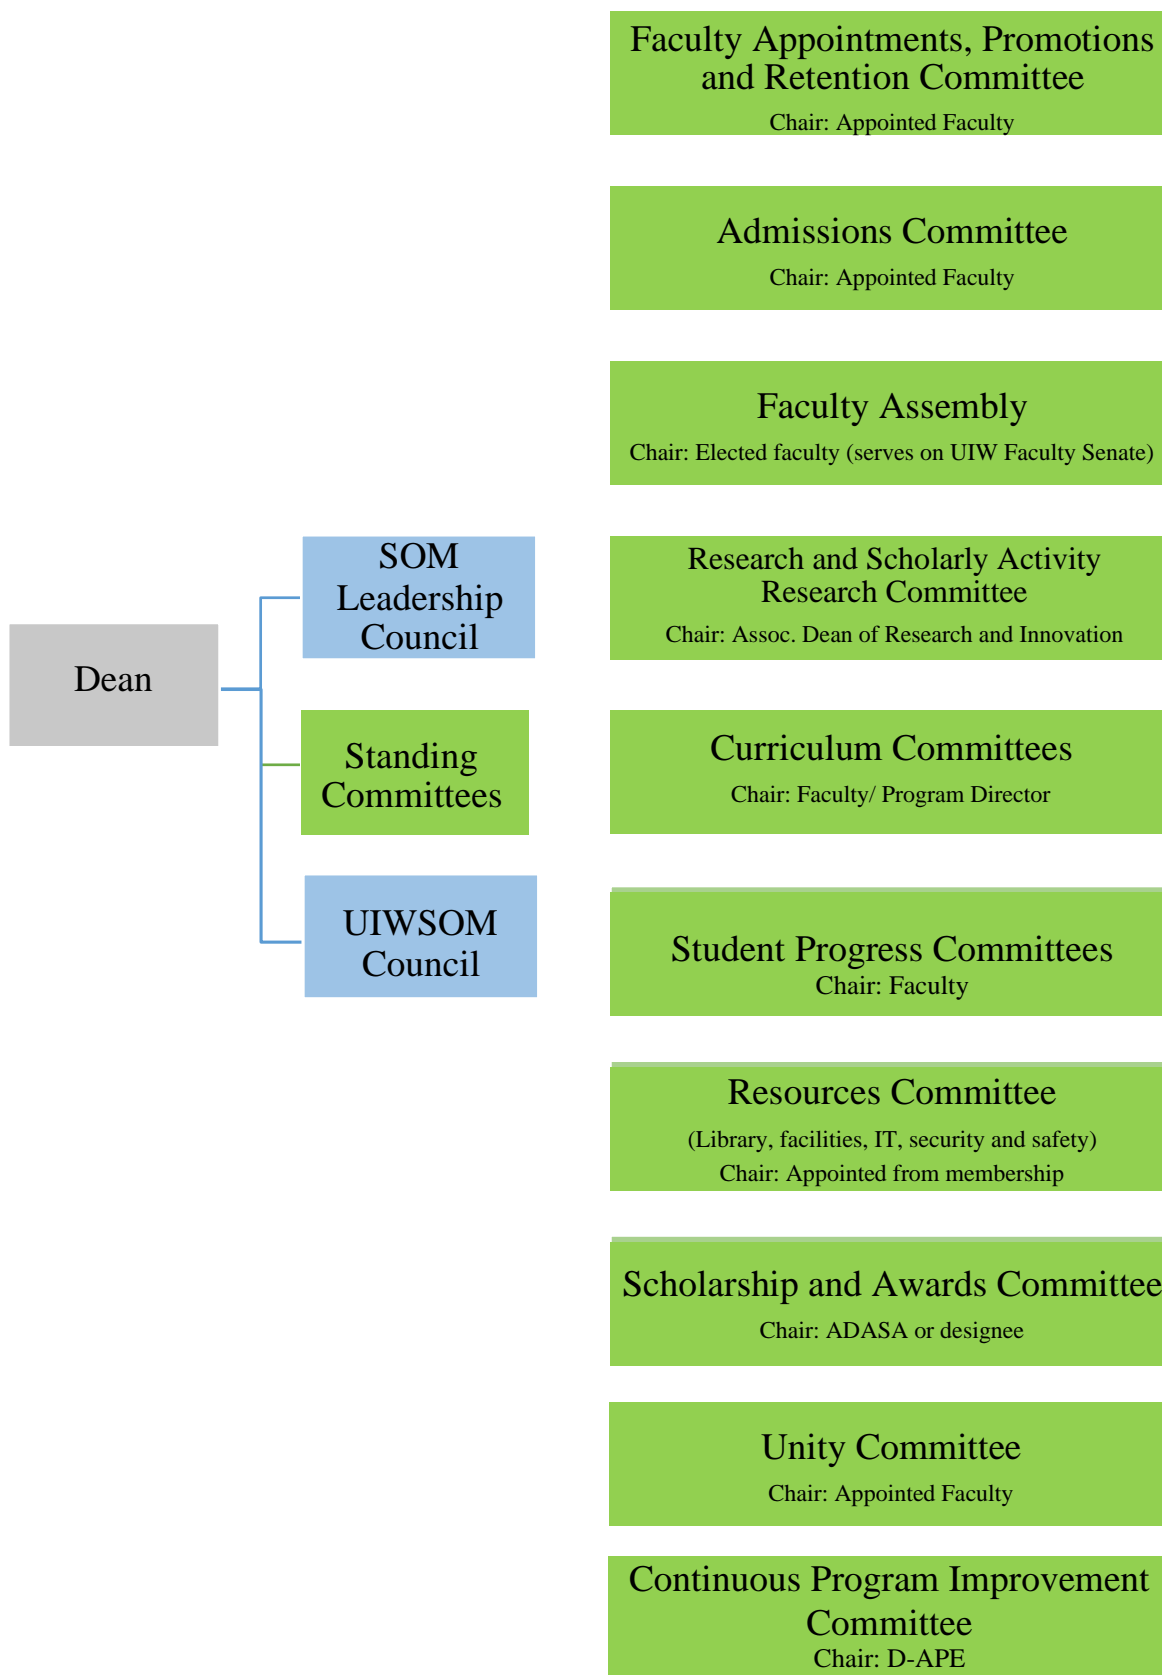 Dean
SOM
Leadership
Council
Standing
Committees
UIWSOM
Council
Faculty Appointments, Promotions
and Retention Committee
Chair: Appointed Faculty
Admissions Committee
Chair: Appointed Faculty
Faculty Assembly
Chair: Elected faculty (serves on UIW Faculty Senate)
Research and Scholarly Activity
Research Committee
Chair: Assoc. Dean of Research and Innovation
Curriculum Committees
Chair: Faculty/ Program Director
Student Progress Committees
Chair: Faculty
Resources Committee
(Library, facilities, IT, security and safety)
Chair: Appointed from membership
Scholarship and Awards Committee
Chair: ADASA or designee
Unity Committee
Chair: Appointed Faculty
Continuous Program Improvement
Committee
Chair: D-APE